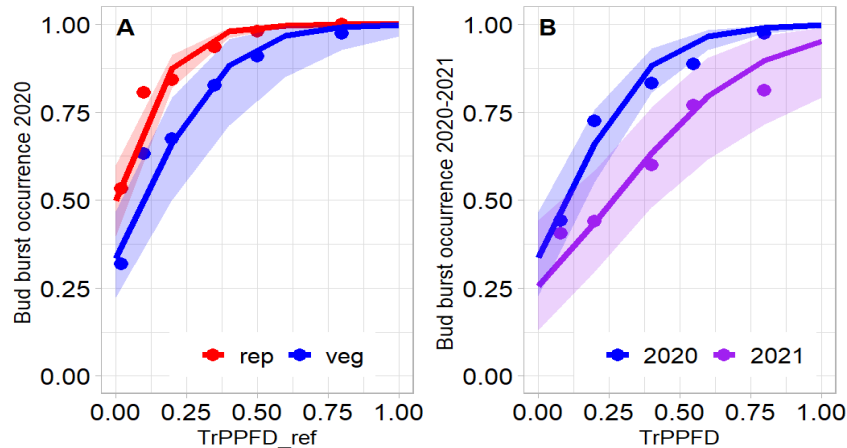 A
B
Bud burst occurrence 2020
1.00
0.75
0.50
0.25
0.00
rep veg
0.00 0.25 0.50 0.75 1.00
TrPPFD_ref
Bud burst occurrence 2020-2021
1.00
0.75
0.50
0.25
0.00
2020 2021
0.00 0.25 0.50 0.75 1.00
TrPPFD